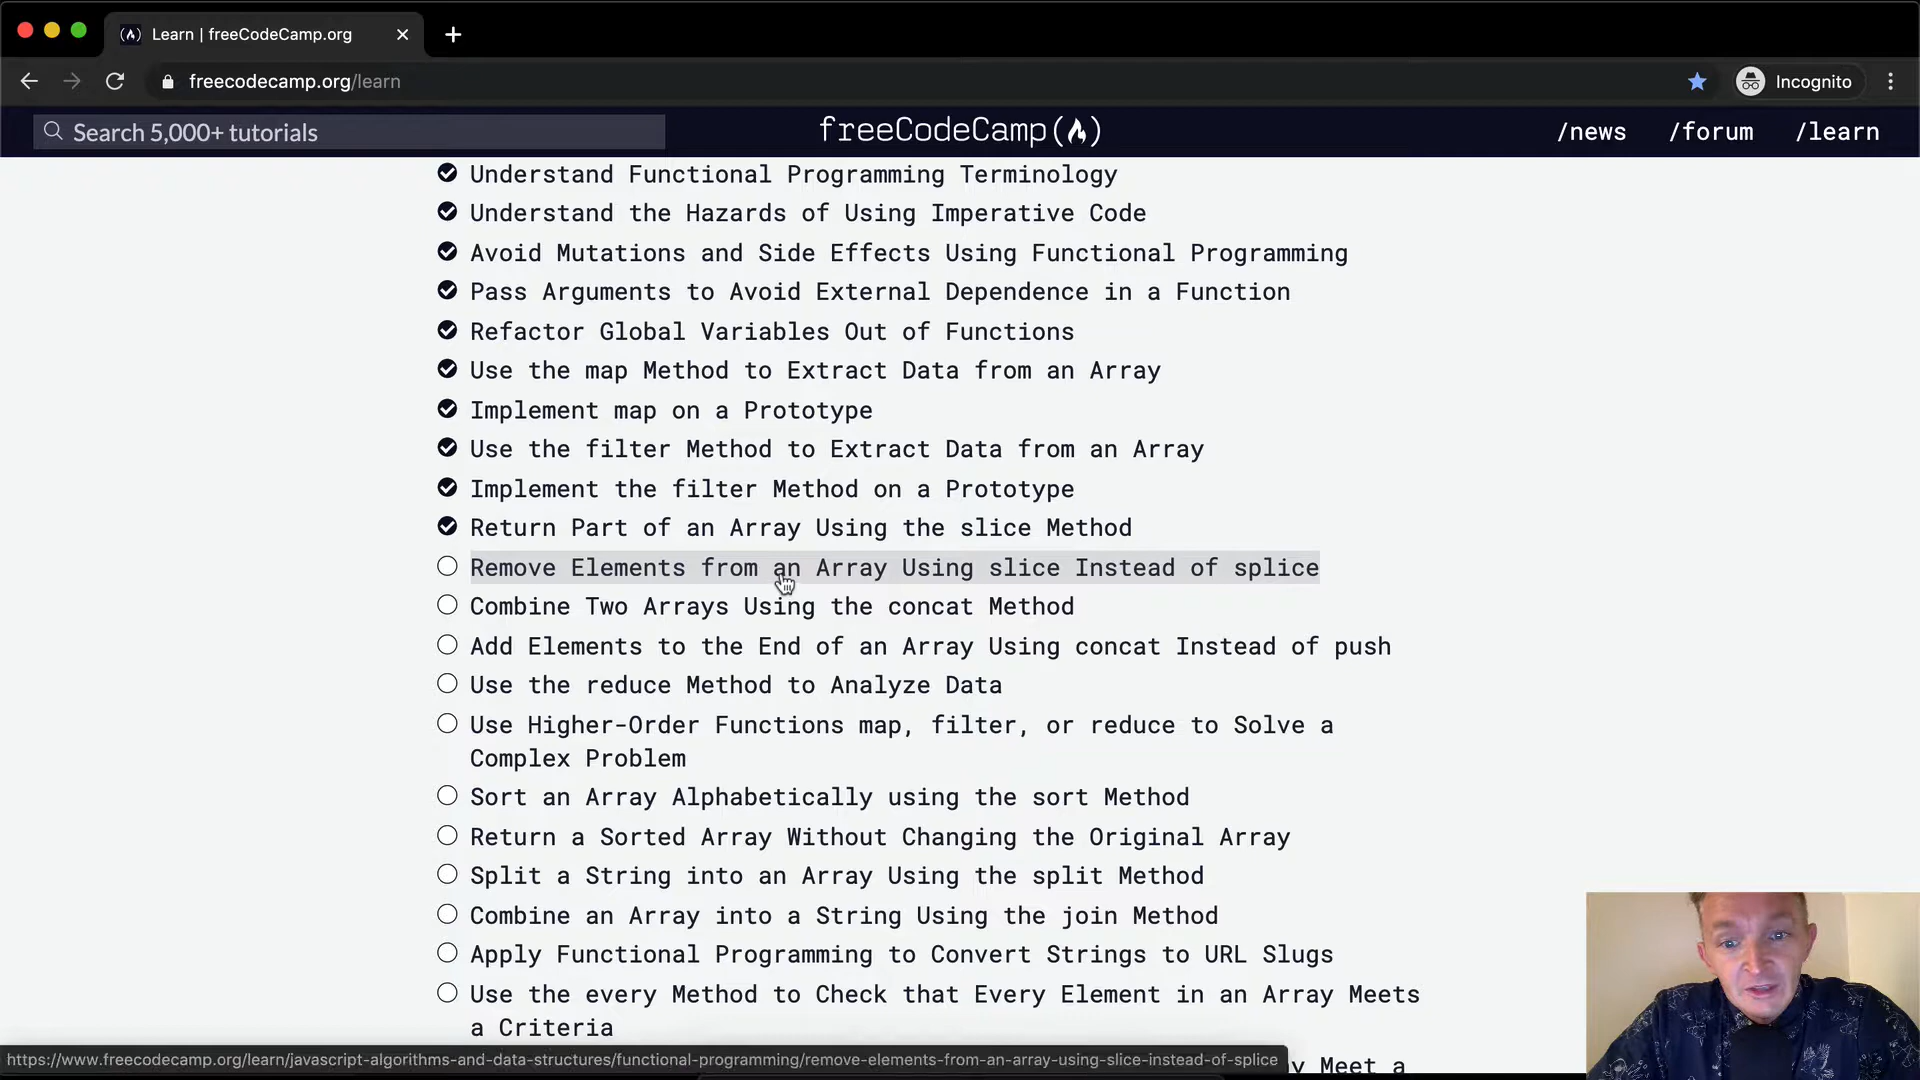 Learn | freeCodeCamp.org
freecodecamp.org/learn
Incognito
Search 5,000+ tutorials
freeCodeCamp
/news
/forum
/learn
Understand Functional Programming Terminology
Understand the Hazards of Using Imperative Code
Avoid Mutations and Side Effects Using Functional Programming
Pass Arguments to Avoid External Dependence in a Function
Refactor Global Variables Out of Functions
Use the map Method to Extract Data from an Array
Implement map on a Prototype
Use the filter Method to Extract Data from an Array
Implement the filter Method on a Prototype
Return Part of an Array Using the slice Method
Remove Elements from an Array Using slice Instead of splice
Combine Two Arrays Using the concat Method
Add Elements to the End of an Array Using concat Instead of push
Use the reduce Method to Analyze Data
Use Higher-Order Functions map, filter, or reduce to Solve a
Complex Problem
Sort an Array Alphabetically using the sort Method
Return a Sorted Array Without Changing the Original Array
Split a String into an Array Using the split Method
Combine an Array into a String Using the join Method
Apply Functional Programming to Convert Strings to URL Slugs
Use the every Method to Check that Every Element in an Array Meets
a Criteria
https://www.freecodecamp.org/learn/javascript-algorithms-and-data-structures/functional-programming/remove-elements-from-an-array-using-slice-instead-of-splice
Meet a